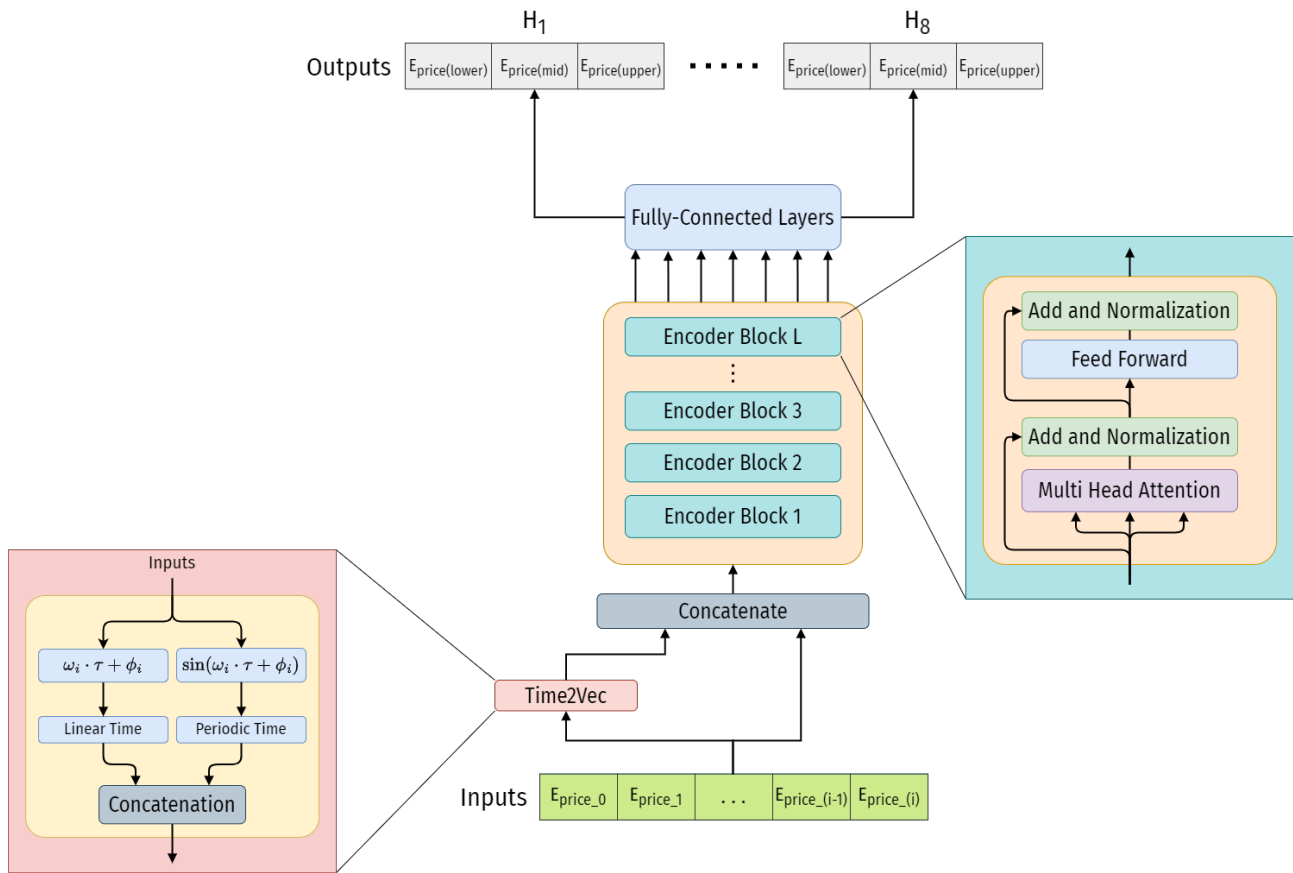 H1 H8
Outputs Eprice(lower) Eprice(mid) Eprice(upper) ..... Eprice(lower) Eprice(mid) Eprice(upper)
Fully-Connected Layers
Encoder Block L
⋮
Encoder Block 3
Encoder Block 2
Encoder Block 1
Add and Normalization
Feed Forward
Add and Normalization
Multi Head Attention
Concatenate
Time2Vec
Inputs
ωi · τ + ϕi sin(ωi · τ + ϕi)
Linear Time Periodic Time
Concatenation
Inputs Eprice_0 Eprice_1 ... Eprice_(i-1) Eprice_(i)